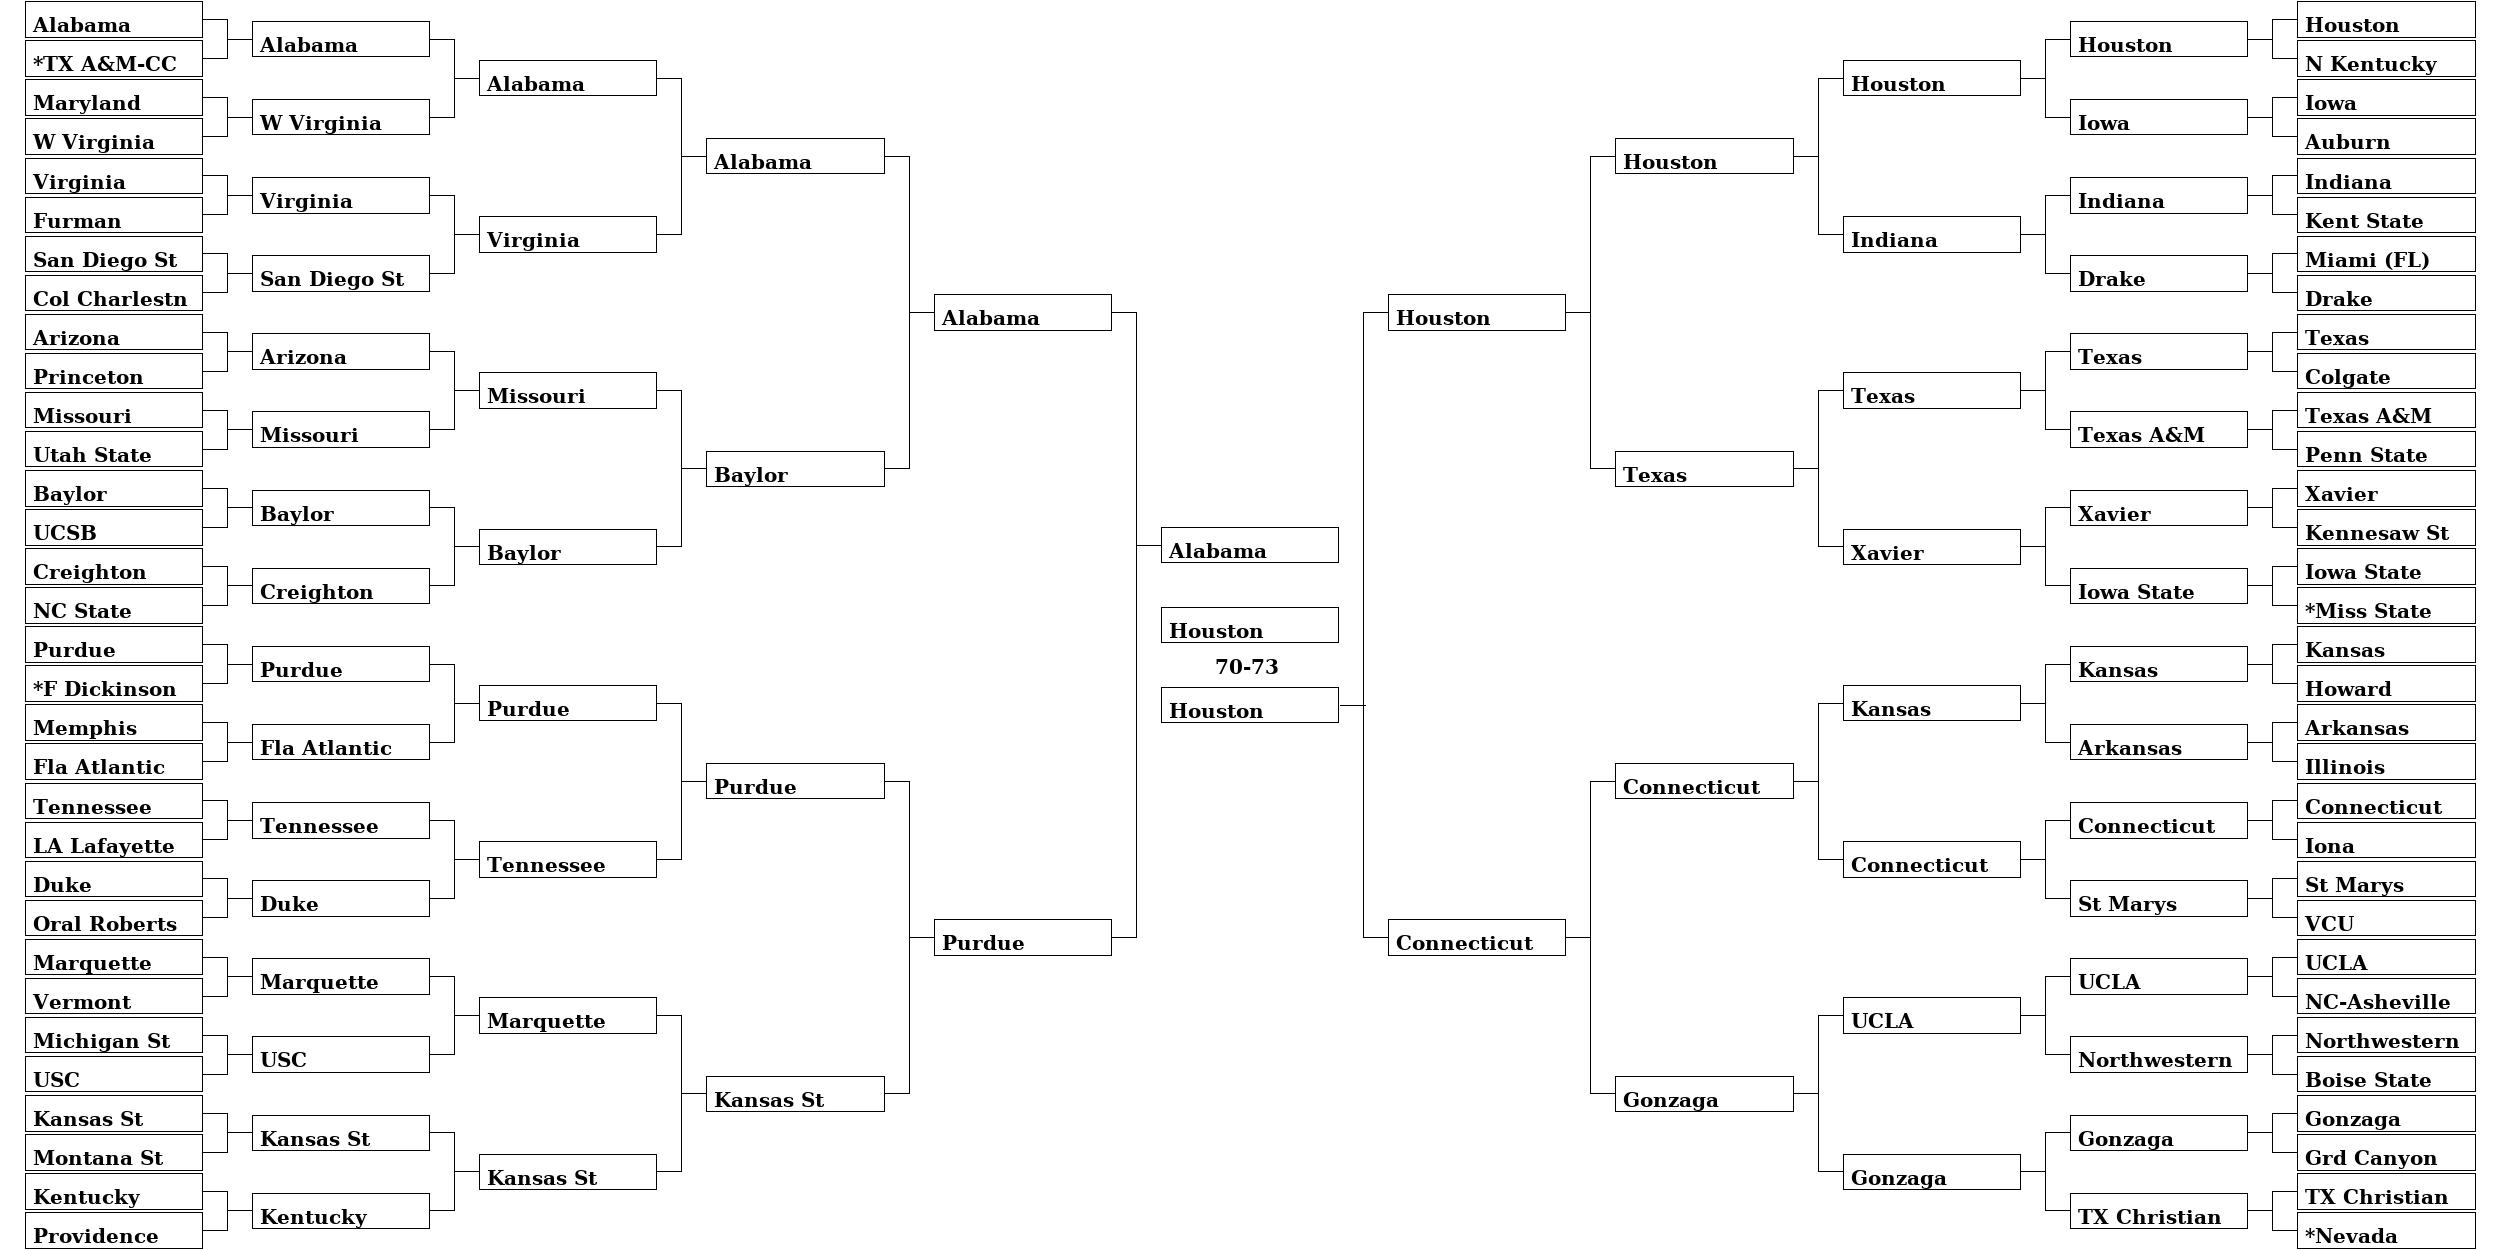 Alabama
*TX A&M-CC
Maryland
W Virginia
Virginia
Furman
San Diego St
Col Charlestn
Arizona
Princeton
Missouri
Utah State
Baylor
UCSB
Creighton
NC State
Purdue
*F Dickinson
Memphis
Fla Atlantic
Tennessee
LA Lafayette
Duke
Oral Roberts
Marquette
Vermont
Michigan St
USC
Kansas St
Montana St
Kentucky
Providence
Alabama
W Virginia
Virginia
San Diego St
Arizona
Missouri
Baylor
Creighton
Purdue
Fla Atlantic
Tennessee
Duke
Marquette
USC
Kansas St
Kentucky
Alabama
Virginia
Missouri
Baylor
Purdue
Tennessee
Marquette
Kansas St
Alabama
Baylor
Purdue
Kansas St
Alabama
Purdue
Alabama
Houston
70-73
Houston
Houston
Connecticut
Houston
Texas
Connecticut
Gonzaga
Houston
Indiana
Texas
Xavier
Kansas
Connecticut
UCLA
Gonzaga
Houston
Iowa
Indiana
Drake
Texas
Texas A&M
Xavier
Iowa State
Kansas
Arkansas
Connecticut
St Marys
UCLA
Northwestern
Gonzaga
TX Christian
Houston
N Kentucky
Iowa
Auburn
Indiana
Kent State
Miami (FL)
Drake
Texas
Colgate
Texas A&M
Penn State
Xavier
Kennesaw St
Iowa State
*Miss State
Kansas
Howard
Arkansas
Illinois
Connecticut
Iona
St Marys
VCU
UCLA
NC-Asheville
Northwestern
Boise State
Gonzaga
Grd Canyon
TX Christian
*Nevada